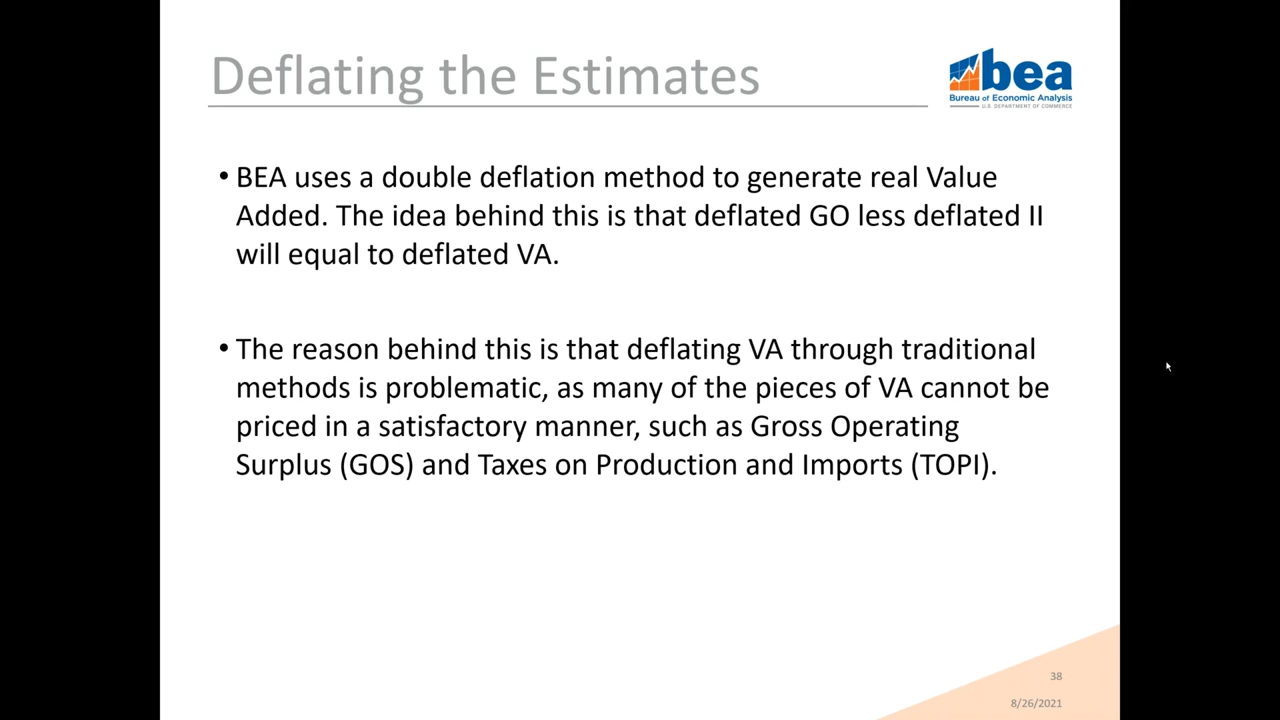 Deflating the Estimates
bea
Bureau of Economic Analysis
U.S. DEPARTMENT OF COMMERCE
• BEA uses a double deflation method to generate real Value
Added. The idea behind this is that deflated GO less deflated II
will equal to deflated VA.
• The reason behind this is that deflating VA through traditional
methods is problematic, as many of the pieces of VA cannot be
priced in a satisfactory manner, such as Gross Operating
Surplus (GOS) and Taxes on Production and Imports (TOPI).
38
8/26/2021